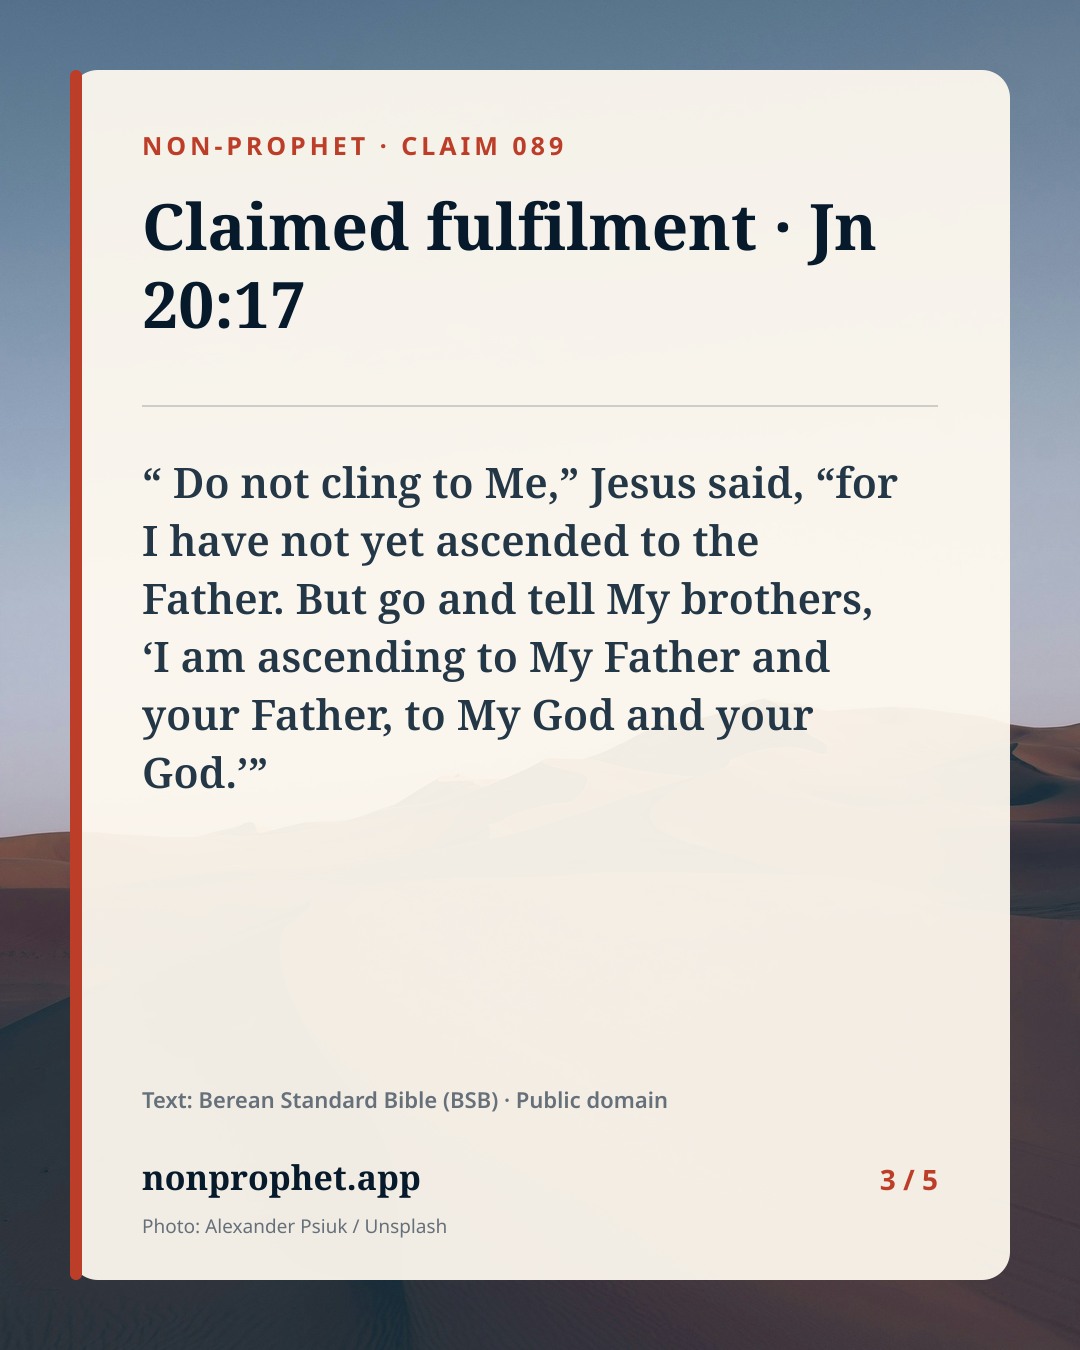 NON-PROPHET · CLAIM 089
Claimed fulfilment · Jn
20:17
“ Do not cling to Me,” Jesus said, “for
I have not yet ascended to the
Father. But go and tell My brothers,
‘I am ascending to My Father and
your Father, to My God and your
God.’”
Text: Berean Standard Bible (BSB) · Public domain
nonprophet.app
3 / 5
Photo: Alexander Psiuk / Unsplash